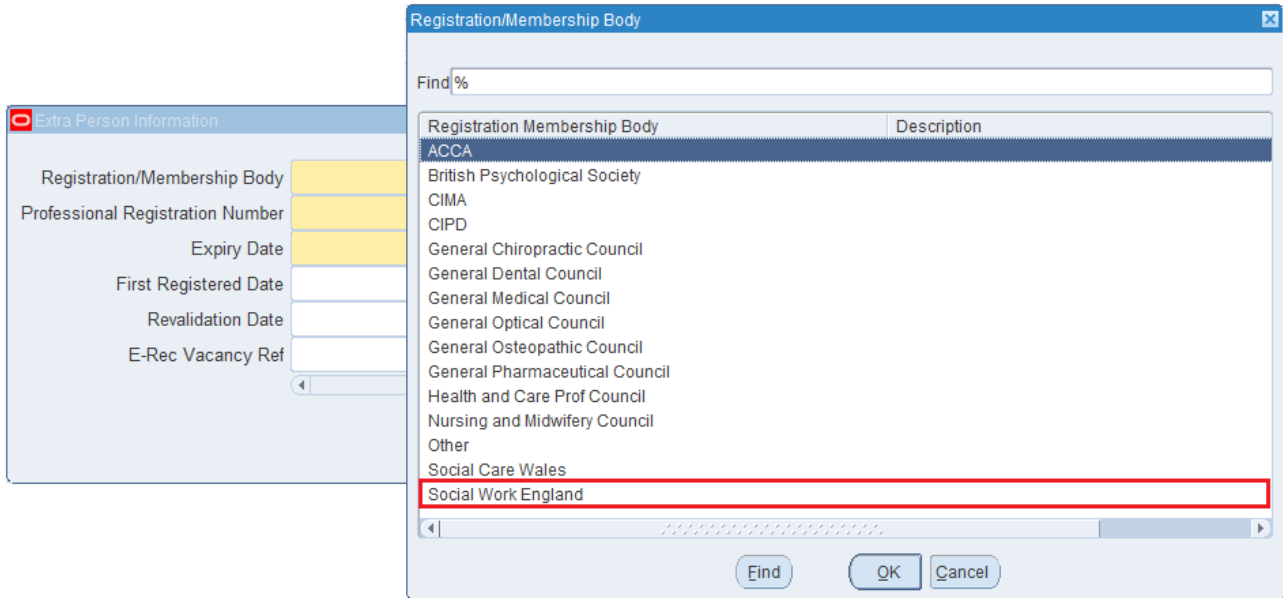 Extra Person Information
Registration/Membership Body
Professional Registration Number
Expiry Date
First Registered Date
Revalidation Date
E-Rec Vacancy Ref
Registration/Membership Body
Find %
Registration Membership Body Description
ACCA
British Psychological Society
CIMA
CIPD
General Chiropractic Council
General Dental Council
General Medical Council
General Optical Council
General Osteopathic Council
General Pharmaceutical Council
Health and Care Prof Council
Nursing and Midwifery Council
Other
Social Care Wales
Social Work England
Find OK Cancel